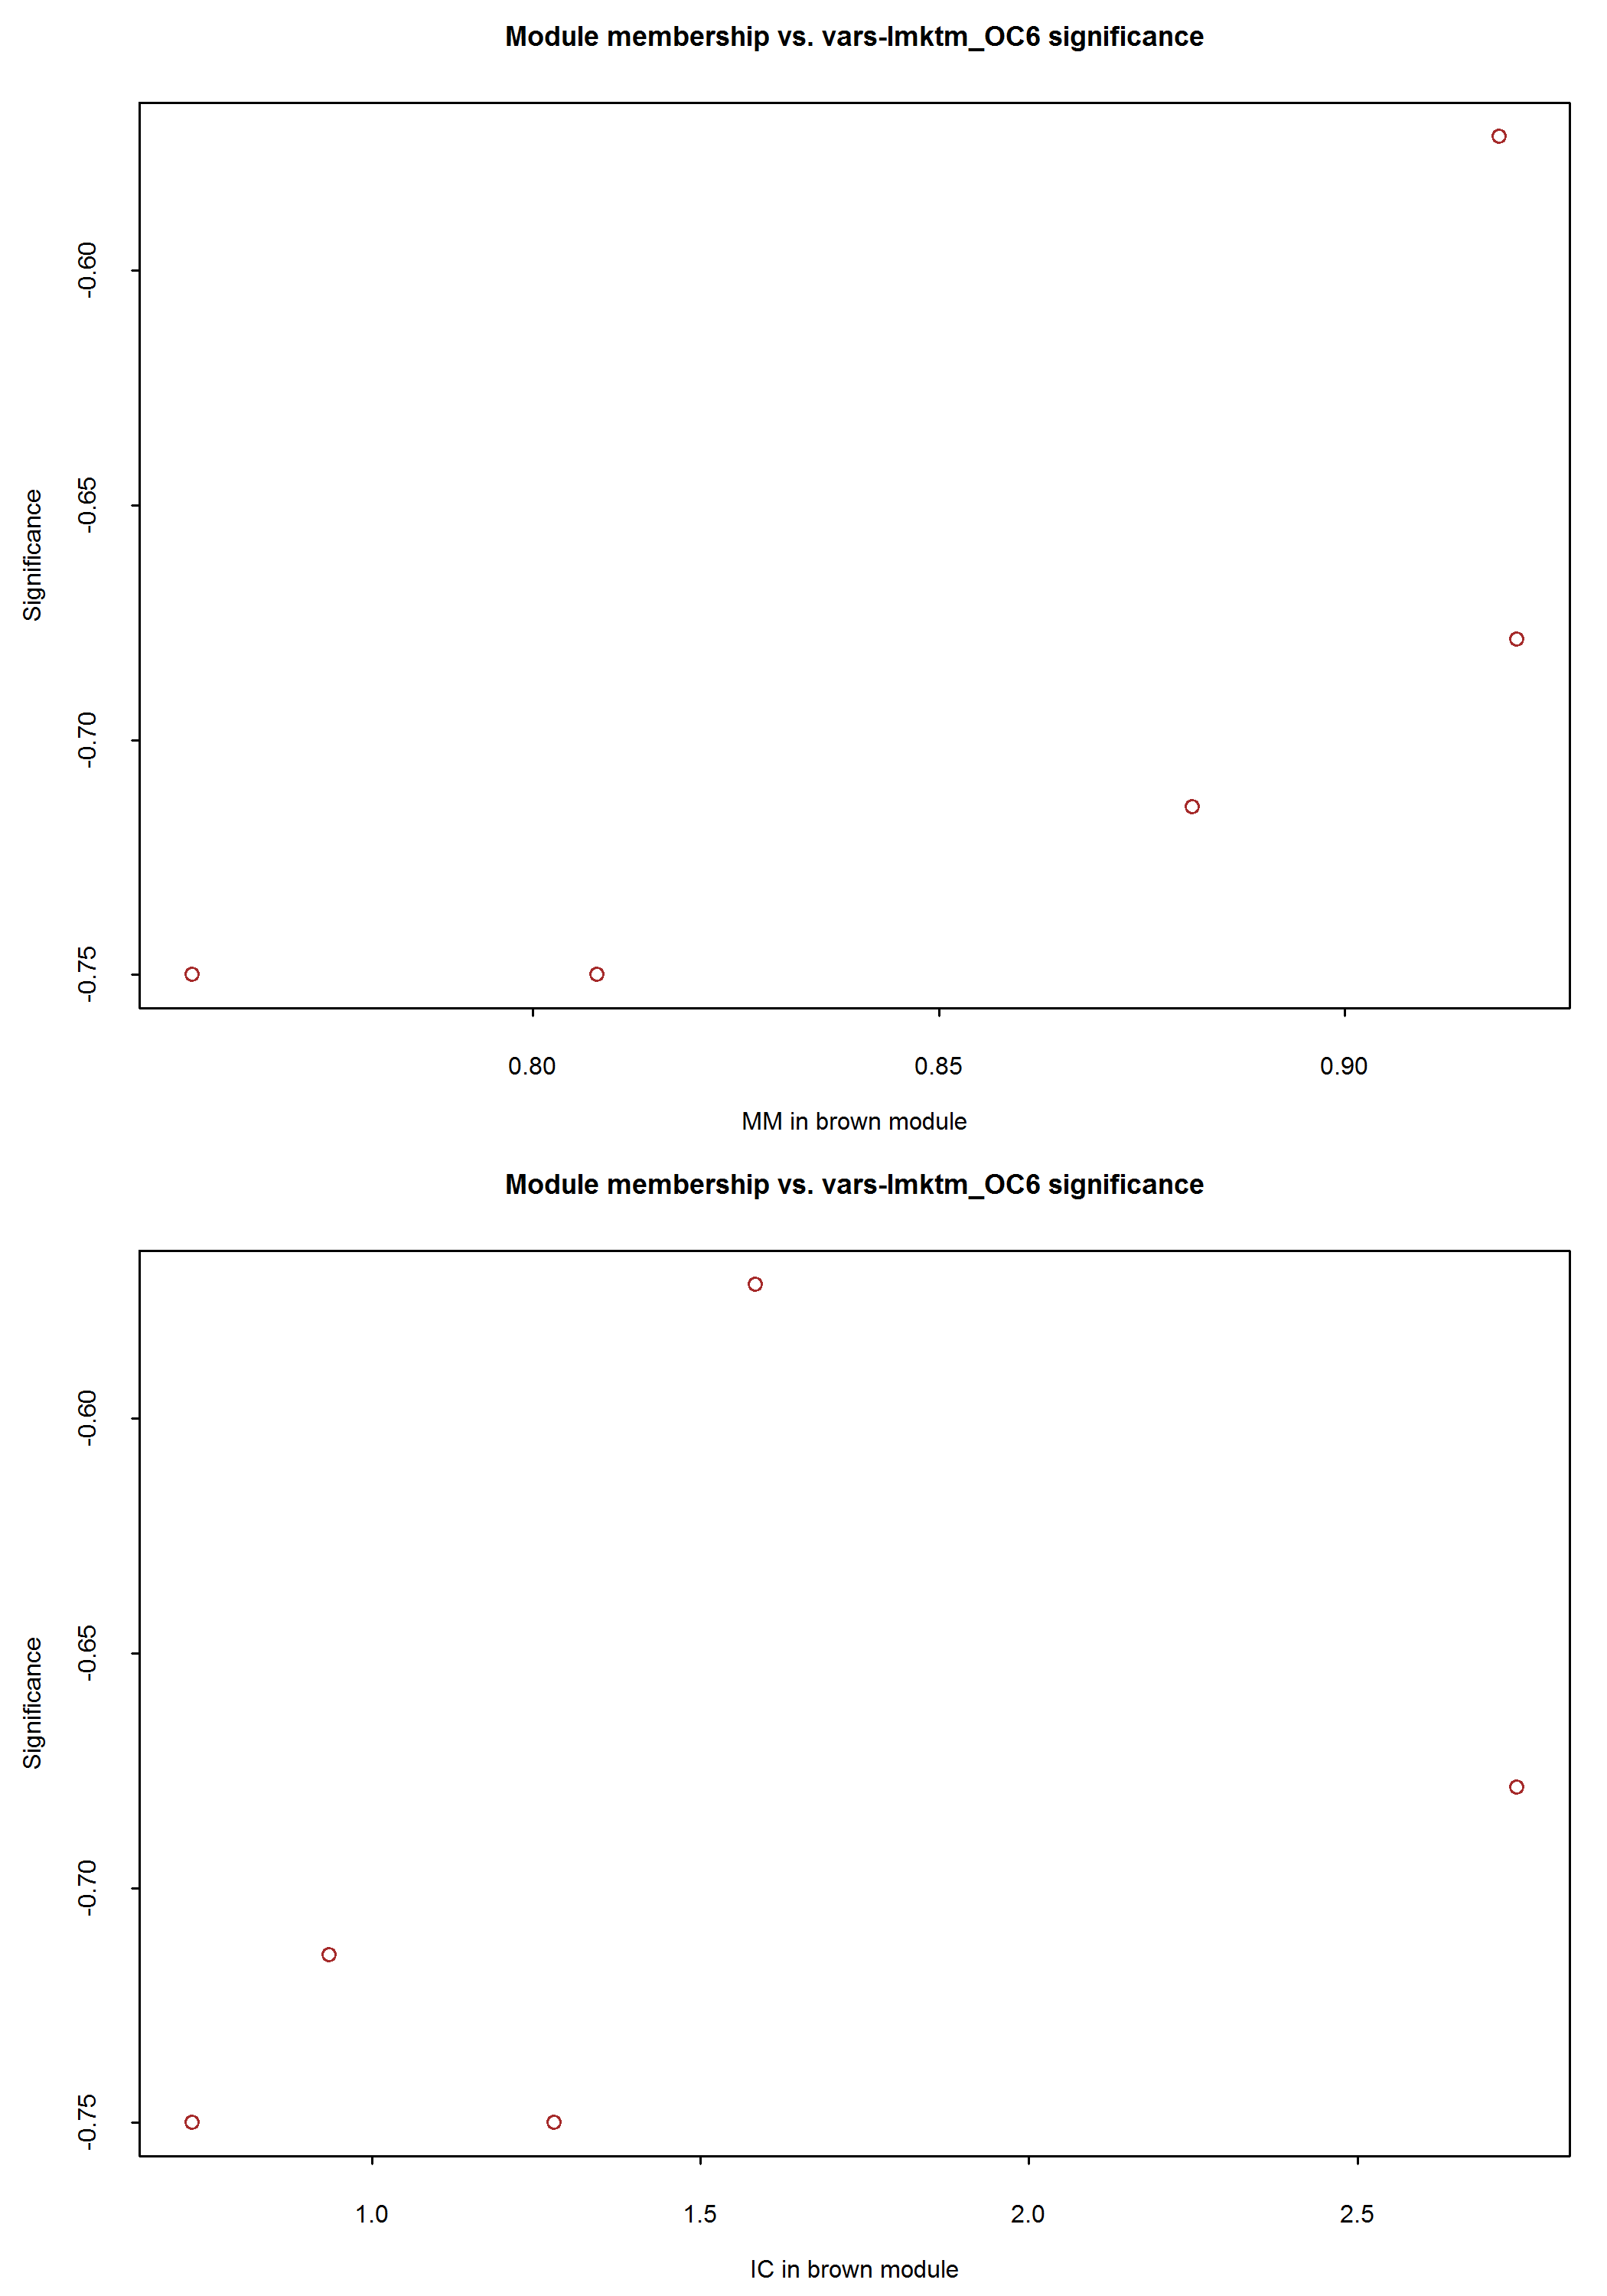 Module membership vs. vars-lmktm_OC6 significance
Significance
-0.60
-0.65
-0.70
-0.75
0.80 0.85 0.90
MM in brown module
Module membership vs. vars-lmktm_OC6 significance
Significance
-0.60
-0.65
-0.70
-0.75
1.0 1.5 2.0 2.5
IC in brown module